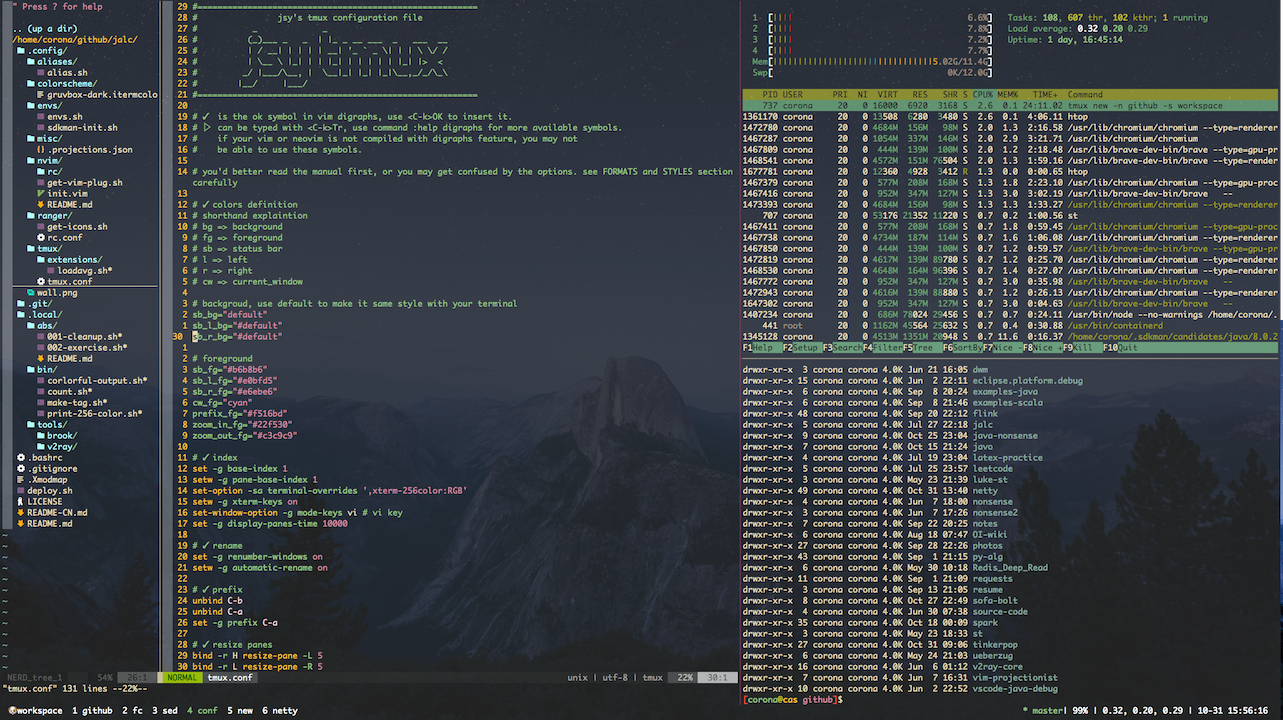 " Press ? for help
.. (up a dir)
/home/corona/github/jalc/
.config/
aliases/
alias.sh
colorscheme/
gruvbox-dark.itermcolo
envs/
envs.sh
sdkman-init.sh
misc/
{}.projections.json
nvim/
rc/
get-vim-plug.sh
init.vim
README.md
ranger/
get-icons.sh
rc.conf
tmux/
extensions/
loadavg.sh*
tmux.conf
wall.png
.git/
.local/
abs/
001-cleanup.sh*
002-exercise.sh*
README.md
bin/
colorful-output.sh*
count.sh*
make-tag.sh*
print-256-color.sh*
tools/
brook/
v2ray/
.bashrc
.gitignore
.Xmodmap
deploy.sh
LICENSE
README-CN.md
README.md
NERD_tree_1 54% 26:1
29 #==============================================================
28 # jsy's tmux configuration file
27 #
26 #
25 #
24 #
23 #
22 #
21 #==============================================================
20
19 # ✓ is the ok symbol in vim digraphs, use <C-k>OK to insert it.
18 # ▷ can be typed with <C-k>Tr, use command :help digraphs for more available symbols.
17 # if your vim or neovim is not compiled with digraphs feature, you may not
16 # be able to use these symbols.
15
14 # you'd better read the manual first, or you may get confused by the options. see FORMATS and STYLES section
carefully
13
12 # ✓ colors definition
11 # shorthand explaintion
10 # bg => background
9 # fg => foreground
8 # sb => status bar
7 # l => left
6 # r => right
5 # cw => current_window
4
3 # backgroud, use default to make it same style with your terminal
2 sb_bg="default"
1 sb_l_bg="#default"
30 sb_r_bg="#default"
1
2 # foreground
3 sb_fg="#b6b8b6"
4 sb_l_fg="#e0bfd5"
5 sb_r_fg="#e6ebe6"
6 cw_fg="cyan"
7 prefix_fg="#f516bd"
8 zoom_in_fg="#22f530"
9 zoom_out_fg="#c3c9c9"
10
11 # ✓ index
12 set -g base-index 1
13 setw -g pane-base-index 1
14 set-option -sa terminal-overrides ',xterm-256color:RGB'
15 setw -g xterm-keys on
16 set-window-option -g mode-keys vi # vi key
17 set -g display-panes-time 10000
18
19 # ✓ rename
20 set -g renumber-windows on
21 setw -g automatic-rename on
22
23 # ✓ prefix
24 unbind C-b
25 unbind C-a
26 set -g prefix C-a
27
28 # ✓ resize panes
29 bind -r H resize-pane -L 5
30 bind -r L resize-pane -R 5
NORMAL tmux.conf unix | utf-8 | tmux 22% 30:1
"tmux.conf" 131 lines --22%--
1 [|||| 6.6%] Tasks: 108, 607 thr, 102 kthr; 1 running
2 [|||| 7.8%] Load average: 0.32 0.20 0.29
3 [|||| 7.2%] Uptime: 1 day, 16:45:14
4 [|||| 7.7%]
Mem[5.02G/11.4G]
Swp[ 0K/12.0G]
PID USER PRI NI VIRT RES SHR S CPU% MEM% TIME+ Command
737 corona 20 0 16000 6920 3168 S 2.6 0.1 24:11.02 tmux new -n github -s workspace
1361170 corona 20 0 13508 6280 3480 S 2.6 0.1 4:06.11 htop
1472780 corona 20 0 4684M 156M 98M S 2.0 1.3 2:16.58 /usr/lib/chromium/chromium --type=renderer
1467287 corona 20 0 1054M 337M 146M S 2.0 2.9 3:21.71 /usr/lib/chromium/chromium
1467809 corona 20 0 444M 139M 100M S 2.0 1.2 2:18.48 /usr/lib/brave-dev-bin/brave --type=gpu-pr
1468541 corona 20 0 4572M 151M 76504 S 2.0 1.3 1:59.16 /usr/lib/brave-dev-bin/brave --type=render
1677781 corona 20 0 12360 4928 3412 R 1.3 0.0 0:00.65 htop
1467379 corona 20 0 577M 208M 168M S 1.3 1.8 2:23.10 /usr/lib/chromium/chromium --type=gpu-proc
1467416 corona 20 0 952M 347M 127M S 1.3 3.0 3:02.19 /usr/lib/brave-dev-bin/brave --
1473393 corona 20 0 4684M 156M 98M S 1.3 1.3 1:33.27 /usr/lib/chromium/chromium --type=renderer
707 corona 20 0 53176 21352 11220 S 0.7 0.2 1:00.56 st
1467411 corona 20 0 577M 208M 168M S 0.7 1.8 0:59.45 /usr/lib/chromium/chromium --type=gpu-proc
1467738 corona 20 0 4734M 187M 114M S 0.7 1.6 1:06.08 /usr/lib/chromium/chromium --type=renderer
1467850 corona 20 0 444M 139M 100M S 0.7 1.2 0:59.57 /usr/lib/brave-dev-bin/brave --type=gpu-pr
1472819 corona 20 0 4617M 139M 89780 S 0.7 1.2 0:25.70 /usr/lib/chromium/chromium --type=renderer
1468530 corona 20 0 4648M 164M 96396 S 0.7 1.4 0:27.07 /usr/lib/chromium/chromium --type=renderer
1467772 corona 20 0 952M 347M 127M S 0.7 3.0 0:35.98 /usr/lib/brave-dev-bin/brave --
1472943 corona 20 0 4616M 139M 88880 S 0.7 1.2 0:26.13 /usr/lib/chromium/chromium --type=renderer
1647302 corona 20 0 952M 347M 127M S 0.7 3.0 0:04.63 /usr/lib/brave-dev-bin/brave --
1407234 corona 20 0 686M 78024 29456 S 0.7 0.7 0:24.11 /usr/bin/node --no-warnings /home/corona/.
441 root 20 0 1162M 45564 25632 S 0.7 0.4 0:30.88 /usr/bin/containerd
1345128 corona 20 0 4513M 1351M 20948 S 0.7 11.6 0:16.37 /home/corona/.sdkman/candidates/java/8.0.2
F1Help F2Setup F3SearchF4FilterF5Tree F6SortByF7Nice -F8Nice +F9Kill F10Quit
drwxr-xr-x 3 corona corona 4.0K Jun 21 16:05 dwm
drwxr-xr-x 15 corona corona 4.0K Jun 2 22:11 eclipse.platform.debug
drwxr-xr-x 6 corona corona 4.0K Sep 8 20:24 examples-java
drwxr-xr-x 6 corona corona 4.0K Sep 8 21:46 examples-scala
drwxr-xr-x 48 corona corona 4.0K Sep 20 22:12 flink
drwxr-xr-x 5 corona corona 4.0K Jul 27 22:18 jalc
drwxr-xr-x 9 corona corona 4.0K Oct 25 23:04 java-nonsense
drwxr-xr-x 7 corona corona 4.0K Oct 15 21:24 java
drwxr-xr-x 4 corona corona 4.0K Jul 19 23:04 latex-practice
drwxr-xr-x 5 corona corona 4.0K Jul 25 23:57 leetcode
drwxr-xr-x 3 corona corona 4.0K May 23 21:39 luke-st
drwxr-xr-x 49 corona corona 4.0K Oct 31 13:40 netty
drwxr-xr-x 4 corona corona 4.0K Jun 7 18:00 nonsense
drwxr-xr-x 3 corona corona 4.0K Jun 7 17:26 nonsense2
drwxr-xr-x 7 corona corona 4.0K Sep 22 20:25 notes
drwxr-xr-x 6 corona corona 4.0K Aug 18 07:47 OI-wiki
drwxr-xr-x 27 corona corona 4.0K Sep 28 22:26 photos
drwxr-xr-x 43 corona corona 4.0K Sep 1 21:15 py-alg
drwxr-xr-x 6 corona corona 4.0K May 30 10:18 Redis_Deep_Read
drwxr-xr-x 11 corona corona 4.0K Sep 1 21:09 requests
drwxr-xr-x 3 corona corona 4.0K Sep 13 21:05 resume
drwxr-xr-x 8 corona corona 4.0K Oct 27 22:49 sofa-bolt
drwxr-xr-x 4 corona corona 4.0K Jun 30 07:38 source-code
drwxr-xr-x 35 corona corona 4.0K Oct 18 00:09 spark
drwxr-xr-x 3 corona corona 4.0K May 23 18:33 st
drwxr-xr-x 27 corona corona 4.0K Oct 31 09:06 tinkerpop
drwxr-xr-x 6 corona corona 4.0K May 24 21:03 ueberzug
drwxr-xr-x 16 corona corona 4.0K Jun 6 01:12 v2ray-core
drwxr-xr-x 7 corona corona 4.0K Jun 7 16:31 vim-projectionist
drwxr-xr-x 10 corona corona 4.0K Jun 2 22:52 vscode-java-debug
[corona@cas github]$
workspace 1 github 2 fc 3 sed 4 conf 5 new 6 netty * master| 99% | 0.32, 0.20, 0.29 | 10-31 15:56:16